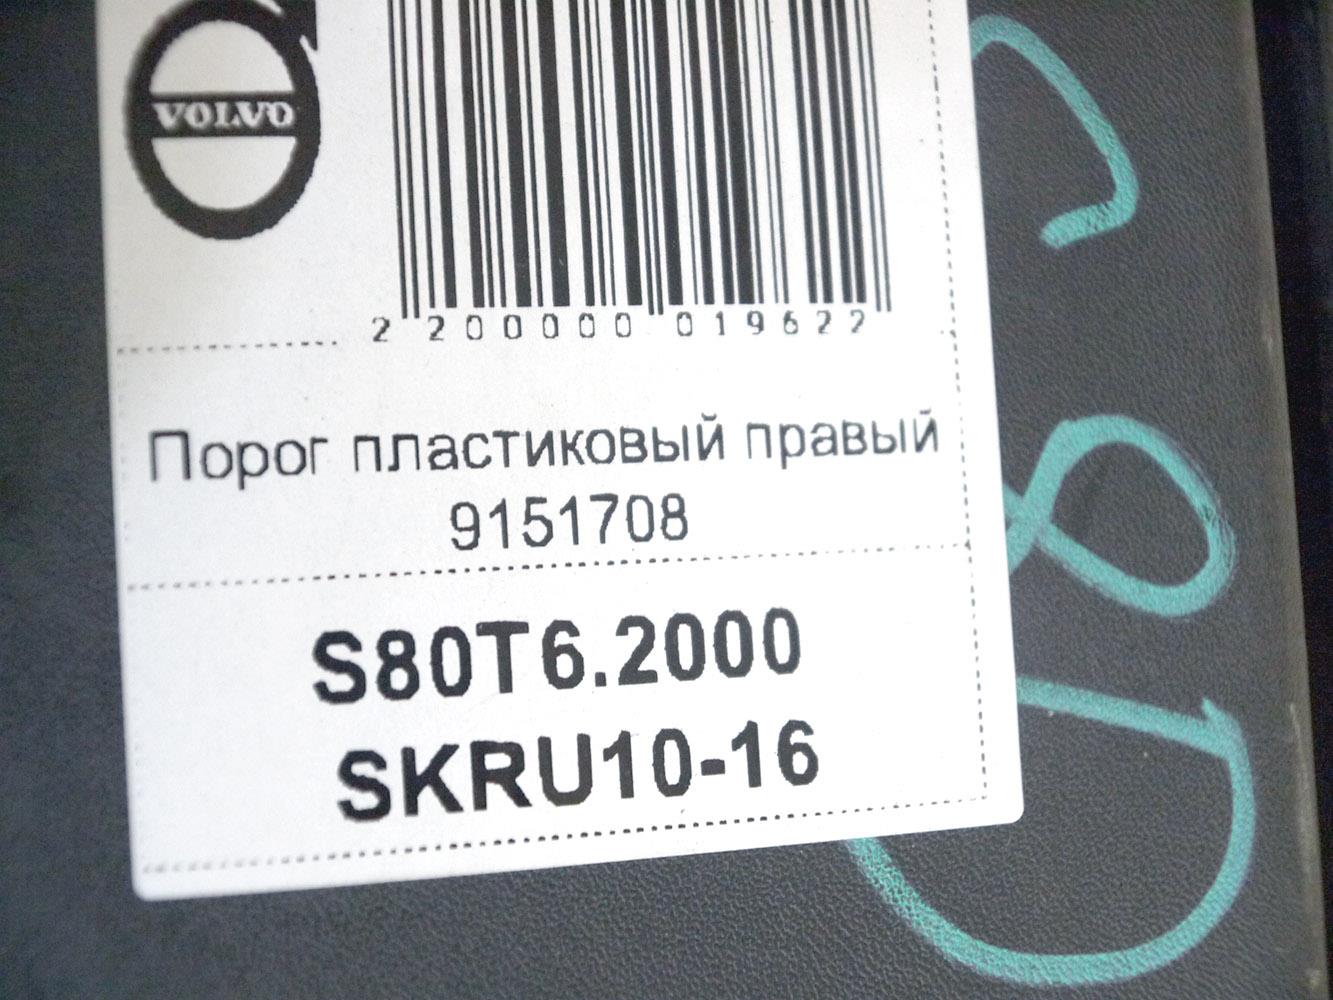 VOLVO
2 200000 019622
Порог пластиковый правый
9151708
S80T6.2000
SKRU10-16